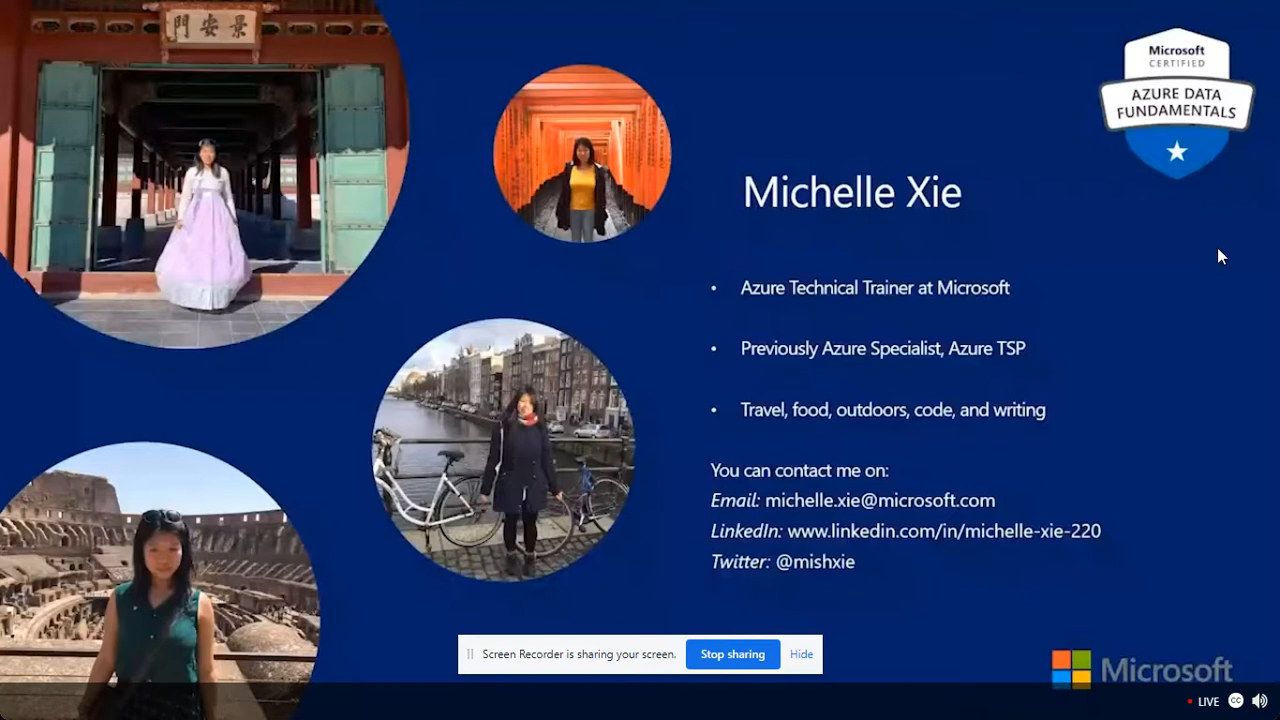 門安景
Microsoft
CERTIFIED
AZURE DATA
FUNDAMENTALS
Michelle Xie
• Azure Technical Trainer at Microsoft
• Previously Azure Specialist, Azure TSP
• Travel, food, outdoors, code, and writing
You can contact me on:
Email: michelle.xie@microsoft.com
LinkedIn: www.linkedin.com/in/michelle-xie-220
Twitter: @mishxie
Screen Recorder is sharing your screen. Stop sharing Hide
Microsoft
LIVE CC